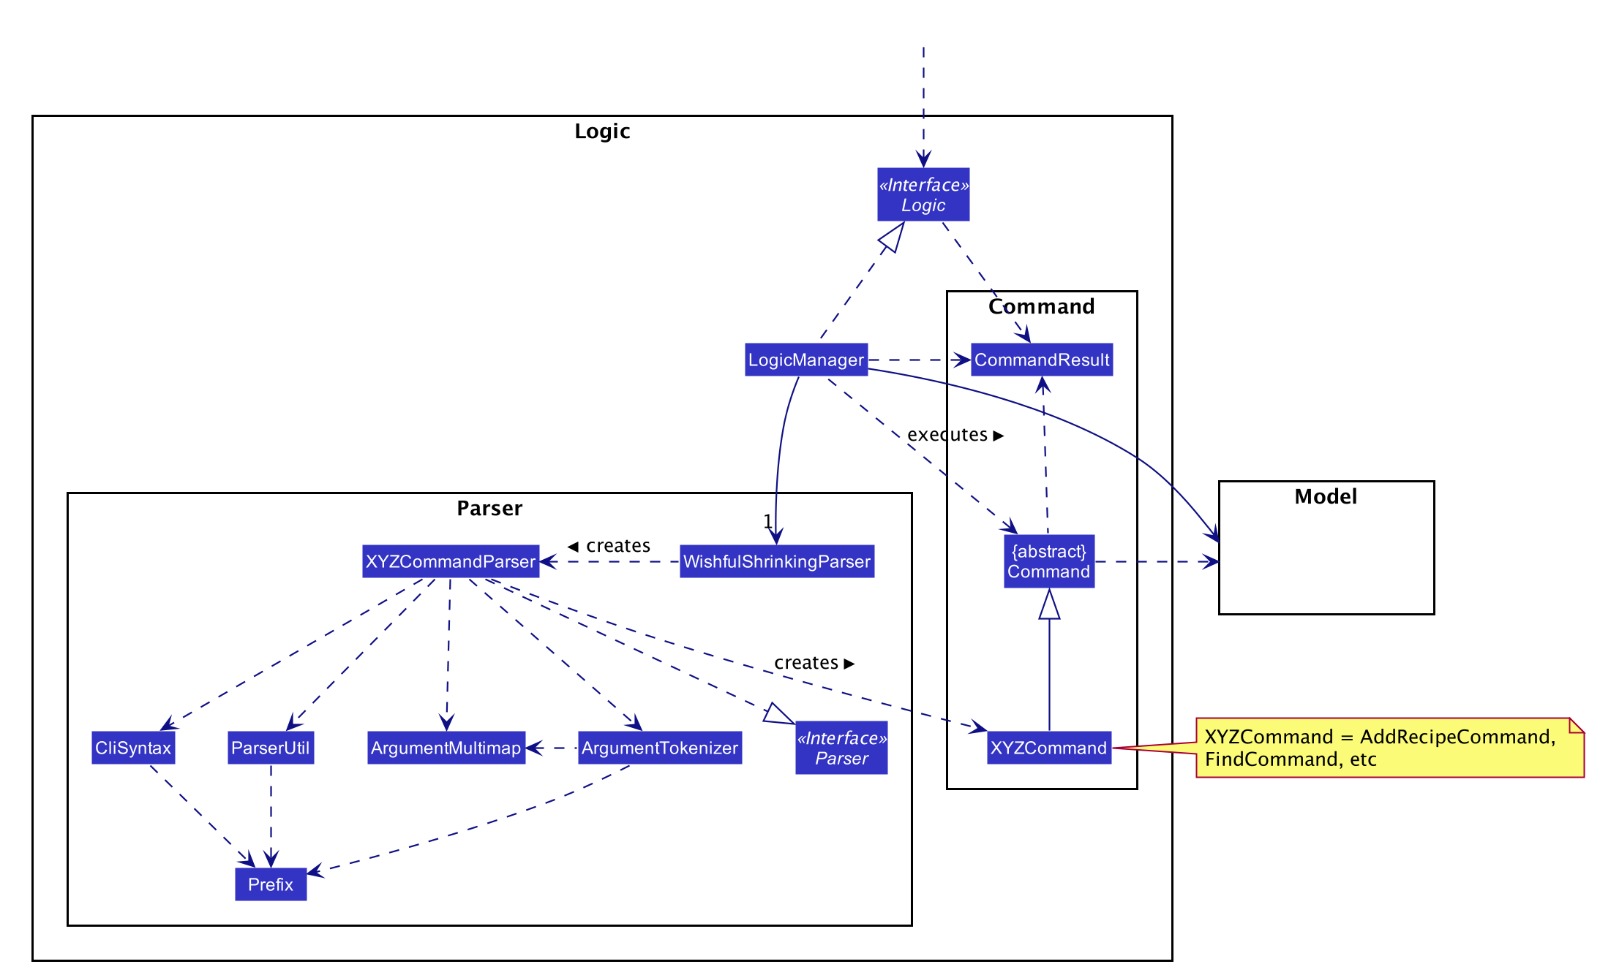 Logic
«Interface»
Logic
Command
LogicManager
CommandResult
executes ►
Model
Parser
1
◄ creates
XYZCommandParser
WishfulShrinkingParser
{abstract}
Command
creates ►
CliSyntax
ParserUtil
ArgumentMultimap
ArgumentTokenizer
«Interface»
Parser
XYZCommand
XYZCommand = AddRecipeCommand,
FindCommand, etc
Prefix